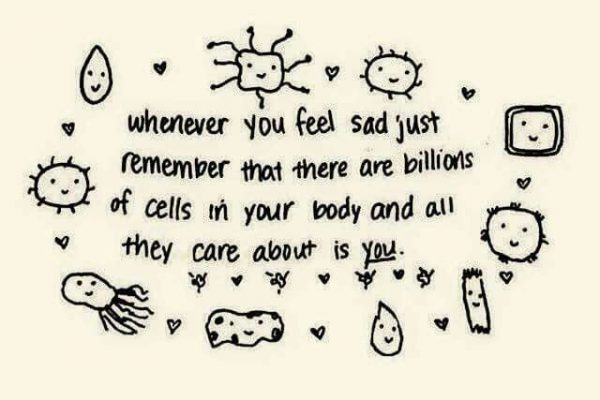 whenever you feel sad just
remember that there are billions
of cells in your body and all
they care about is you.